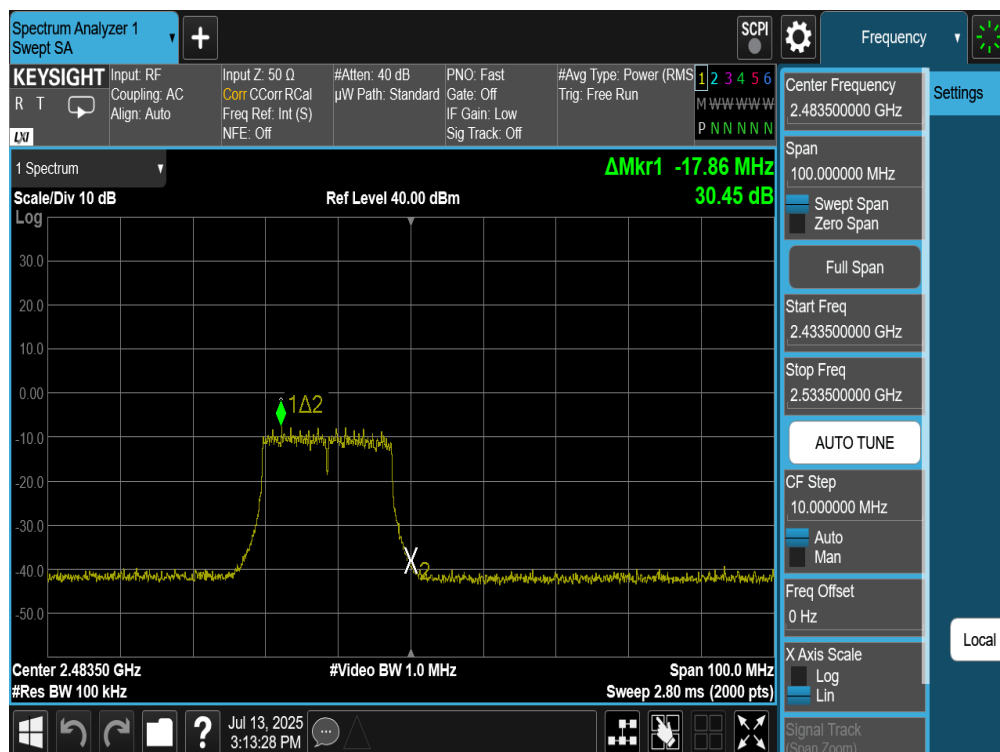 Spectrum Analyzer 1
Swept SA
+
SCPI
Frequency
KEYSIGHT
R T
LXI
Input: RF
Coupling: AC
Align: Auto
Input Z: 50 Ω
Corr CCorr RCal
Freq Ref: Int (S)
NFE: Off
#Atten: 40 dB
µW Path: Standard
PNO: Fast
Gate: Off
IF Gain: Low
Sig Track: Off
#Avg Type: Power (RMS
Trig: Free Run
1 2 3 4 5 6
M W W W W W
P N N N N N
1 Spectrum
ΔMkr1 -17.86 MHz
Scale/Div 10 dB
Ref Level 40.00 dBm
30.45 dB
Log
30.0
20.0
10.0
0.00
-10.0
-20.0
-30.0
-40.0
-50.0
1Δ2
X2
Center 2.48350 GHz
#Video BW 1.0 MHz
Span 100.0 MHz
#Res BW 100 kHz
Sweep 2.80 ms (2000 pts)
Center Frequency
2.483500000 GHz
Settings
Span
100.000000 MHz
Swept Span
Zero Span
Full Span
Start Freq
2.433500000 GHz
Stop Freq
2.533500000 GHz
AUTO TUNE
CF Step
10.000000 MHz
Auto
Man
Freq Offset
0 Hz
Local
X Axis Scale
Log
Lin
Signal Track
(Span Zoom)
?
Jul 13, 2025
3:13:28 PM